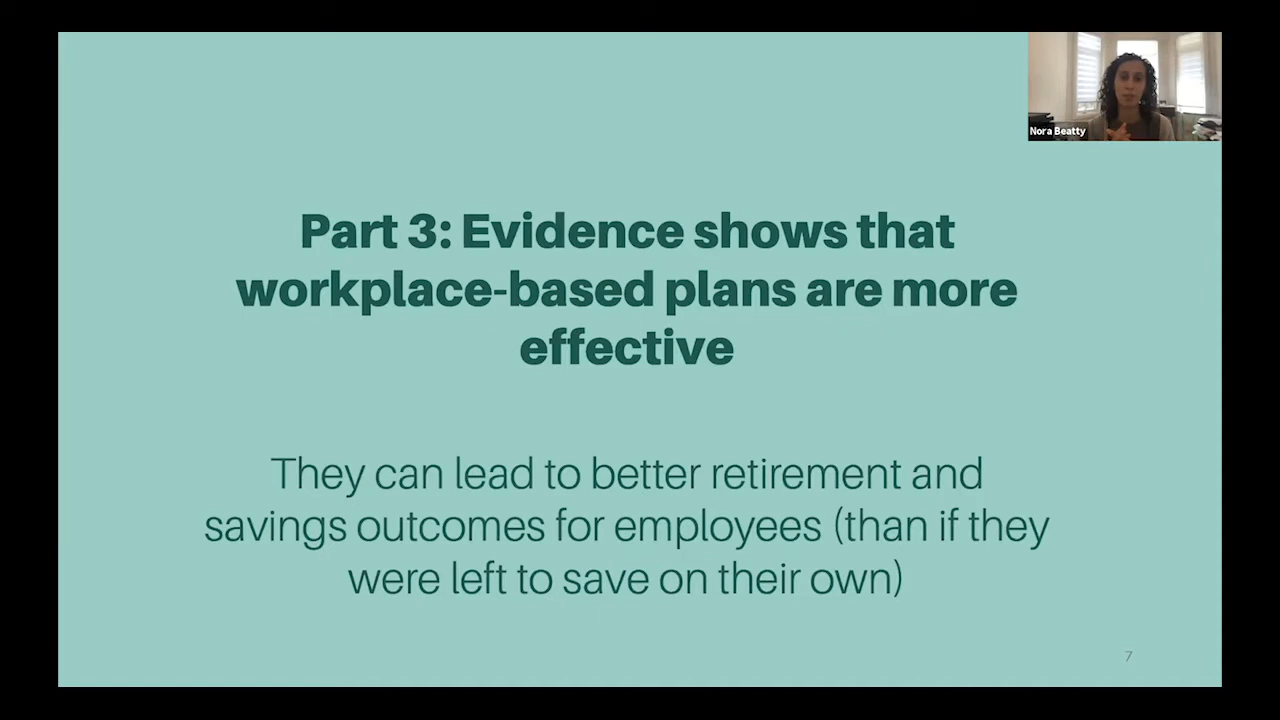 Nora Beatty
Part 3: Evidence shows that
workplace-based plans are more
effective
They can lead to better retirement and
savings outcomes for employees (than if they
were left to save on their own)
7